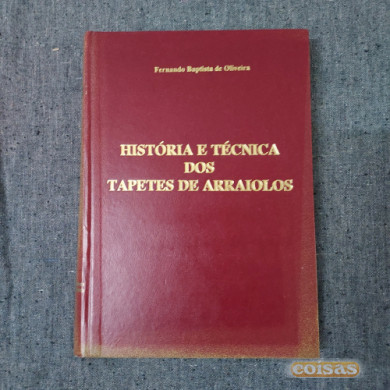 Fernando Baptista de Oliveira
HISTÓRIA E TÉCNICA
DOS
TAPETES DE ARRAIOLOS
coisas